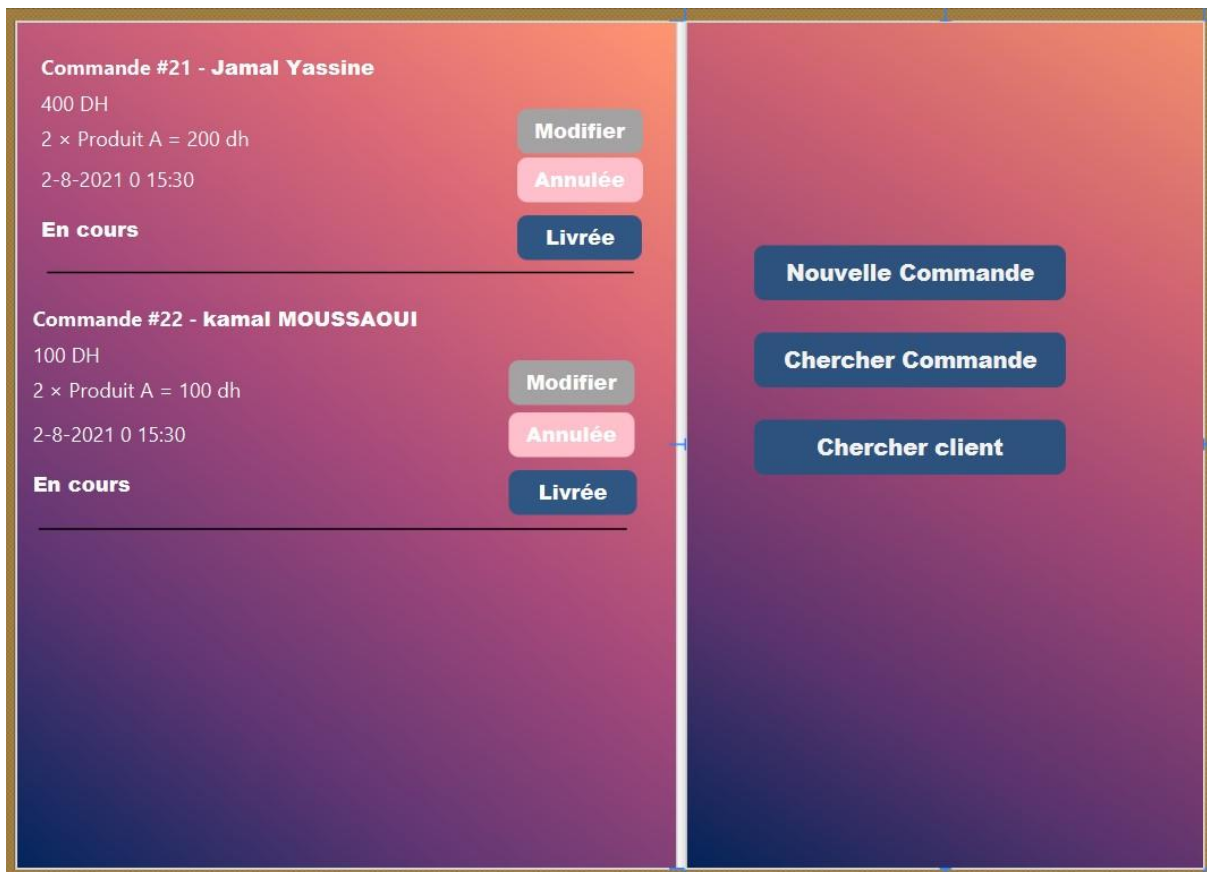 Commande #21 - Jamal Yassine
400 DH
2 × Produit A = 200 dh
2-8-2021 0 15:30
En cours
Modifier
Annulée
Livrée
Commande #22 - kamal MOUSSAOUI
100 DH
2 × Produit A = 100 dh
2-8-2021 0 15:30
En cours
Modifier
Annulée
Livrée
Nouvelle Commande
Chercher Commande
Chercher client